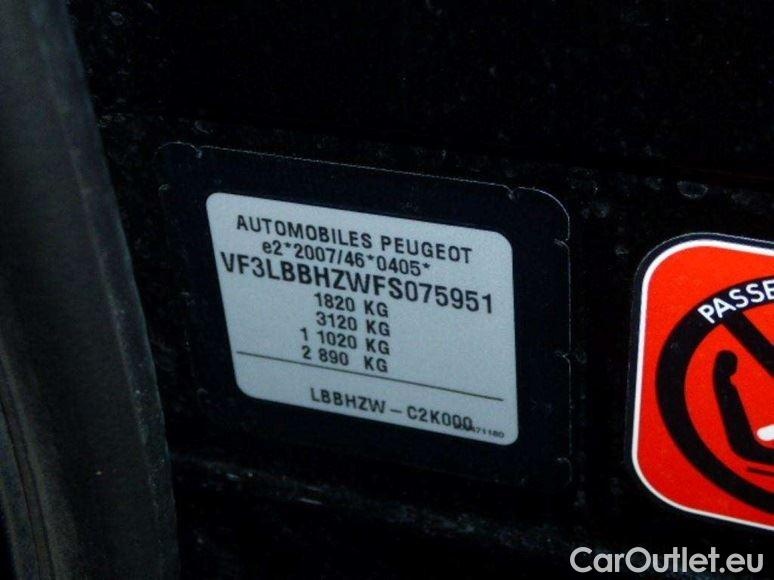 AUTOMOBILES PEUGEOT
e2*2007/46*0405*
VF3LBBHZWFS075951
1820 KG
3120 KG
1 1020 KG
2 890 KG
LBBHZW - C2K000
PASSE
CarOutlet.eu